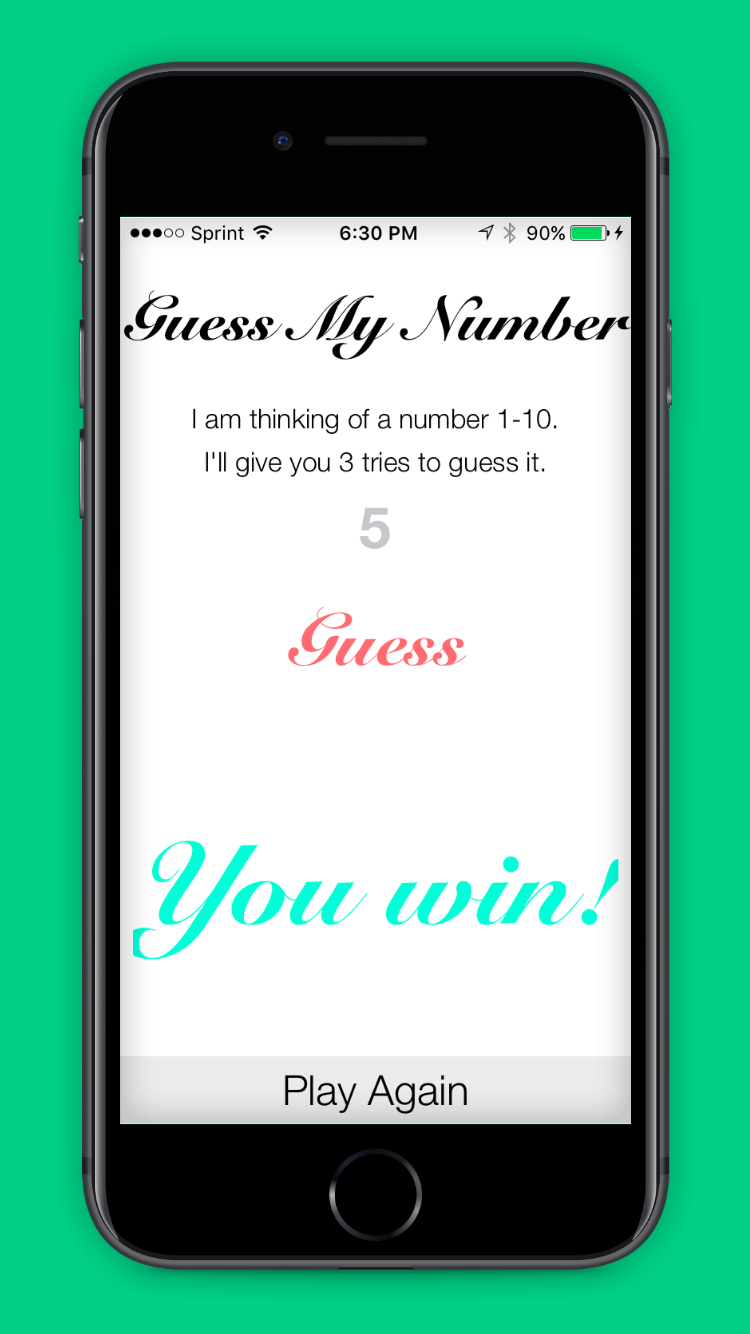 Sprint 6:30 PM 90%
Guess My Number
I am thinking of a number 1-10.
I'll give you 3 tries to guess it.
5
Guess
You win!
Play Again